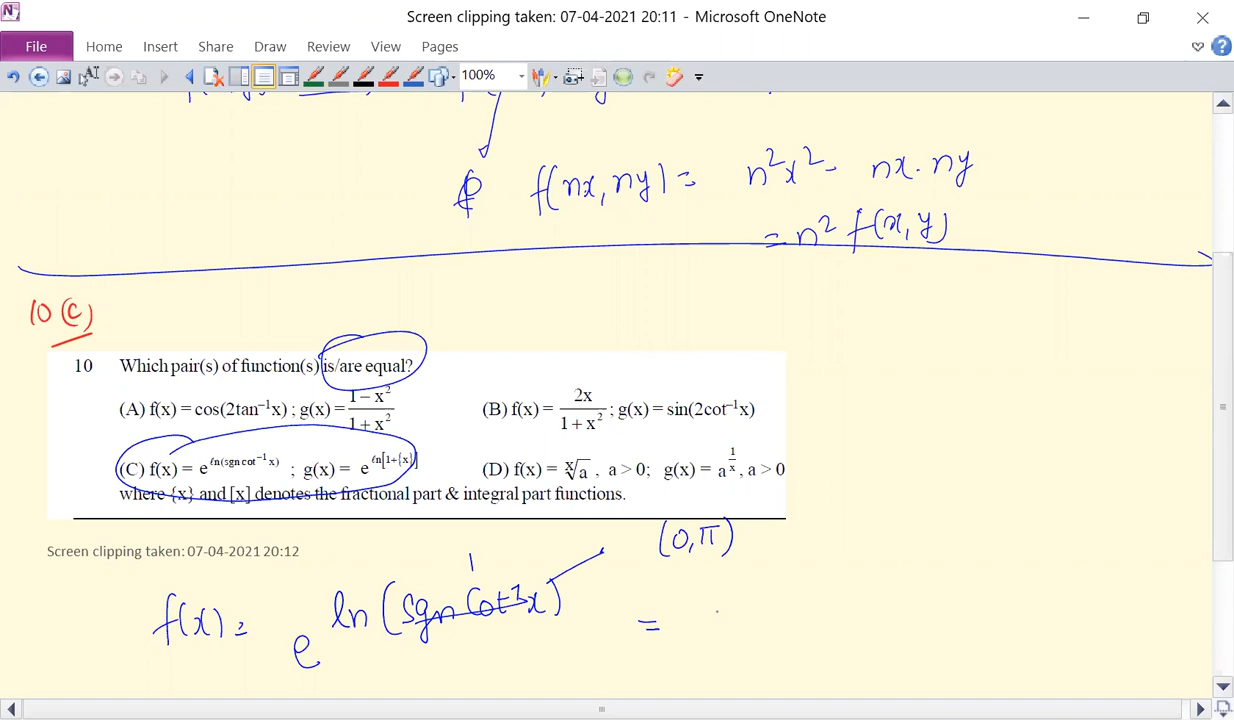 Screen clipping taken: 07-04-2021 20:11 - Microsoft OneNote
File Home Insert Share Draw Review View Pages
100%
f(nx, ny) = n²x² - nx . ny
= n² f(x, y)
10 (C)
10 Which pair(s) of function(s) is/are equal?
(A) f(x) = cos(2tan⁻¹x) ; g(x) = (1 – x²)/(1 + x²) (B) f(x) = 2x/(1 + x²) ; g(x) = sin(2cot⁻¹x)
(C) f(x) = e^(ℓn(sgn cot⁻¹ x)) ; g(x) = e^(ℓn[1+{x}]) (D) f(x) = ˣ√a , a > 0; g(x) = a^(1/x) , a > 0
where {x} and [x] denotes the fractional part & integral part functions.
(0, π)
Screen clipping taken: 07-04-2021 20:12
1
f(x) = e^(ln (Sgn Cot⁻¹x)) =